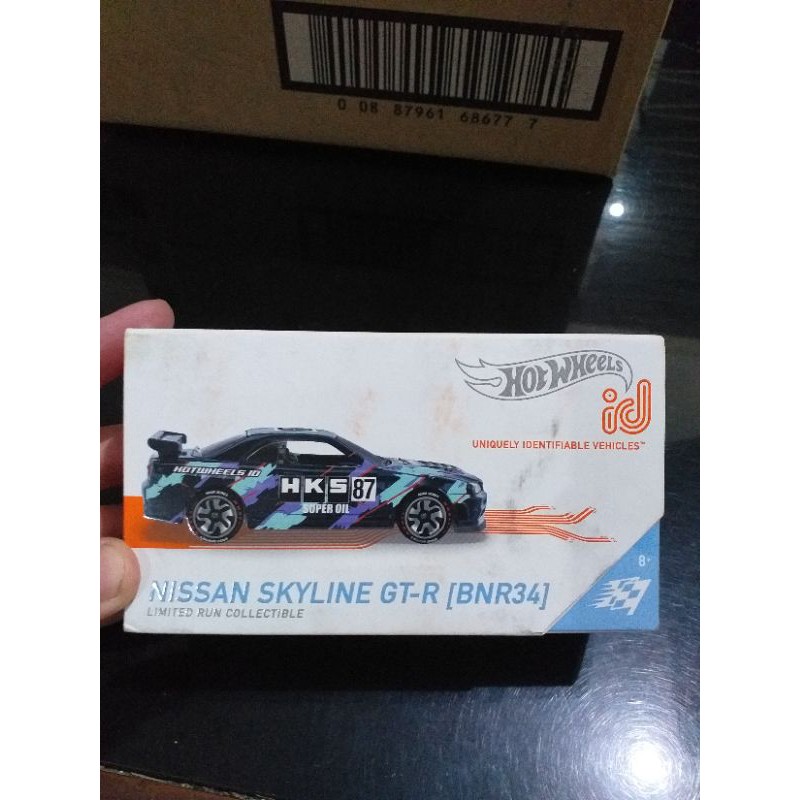 0 08 87961 68677 7
HOT WHEELS
id
UNIQUELY IDENTIFIABLE VEHICLES™
HOTWHEELS ID
HKS 87
SUPER OIL
8+
NISSAN SKYLINE GT-R [BNR34]
LIMITED RUN COLLECTIBLE